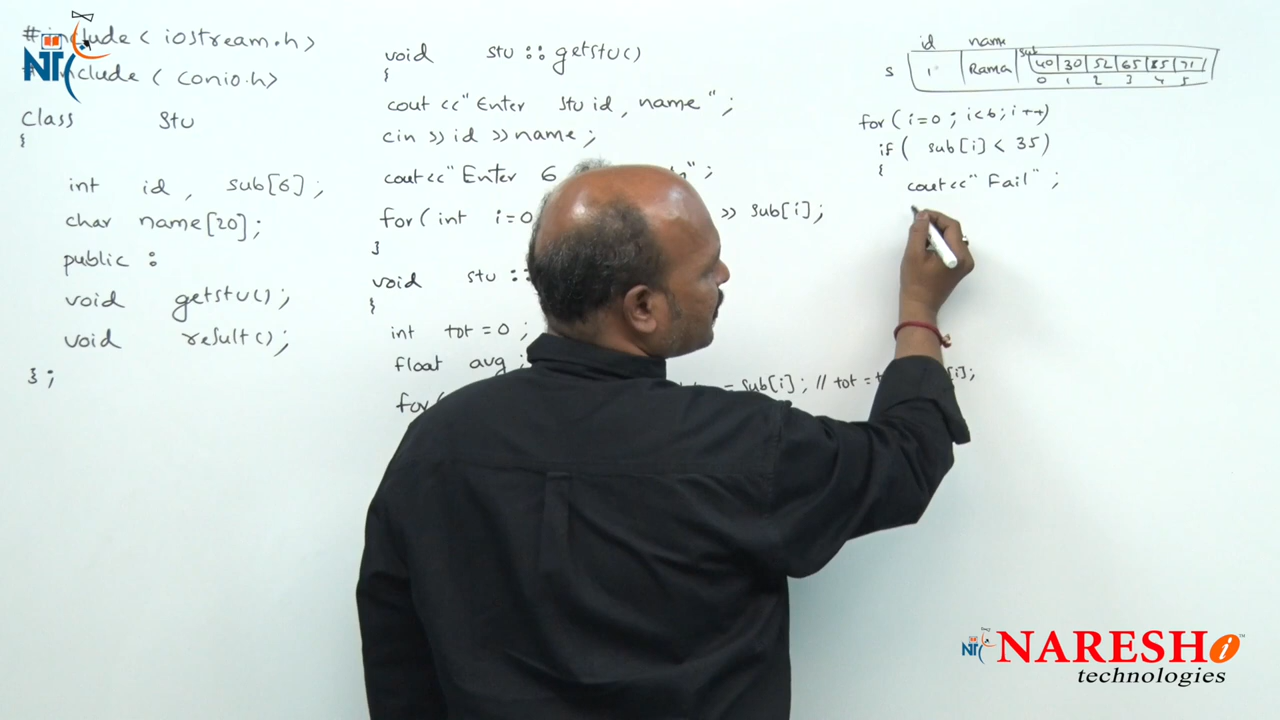 #include < iostream.h>
#include < conio.h>
class stu
{
int id, sub[6];
char name[20];
public :
void getstu();
void result();
};
void stu :: getstu()
{
cout <<"Enter stu id, name";
cin >> id >> name;
cout<<"Enter 6
";
for( int i=0
>> sub[i];
}
void stu ::
{
int tot = 0 ;
float avg ;
for(
= sub[i]; // tot =
[i];
id name sub
s 1 Rama 40 30 52 65 85 71
0 1 2 3 4 5
for( i=0 ; i<6; i++)
if( sub[i] < 35)
{
cout<<" Fail" ;
NT
NT NARESH i ™
technologies